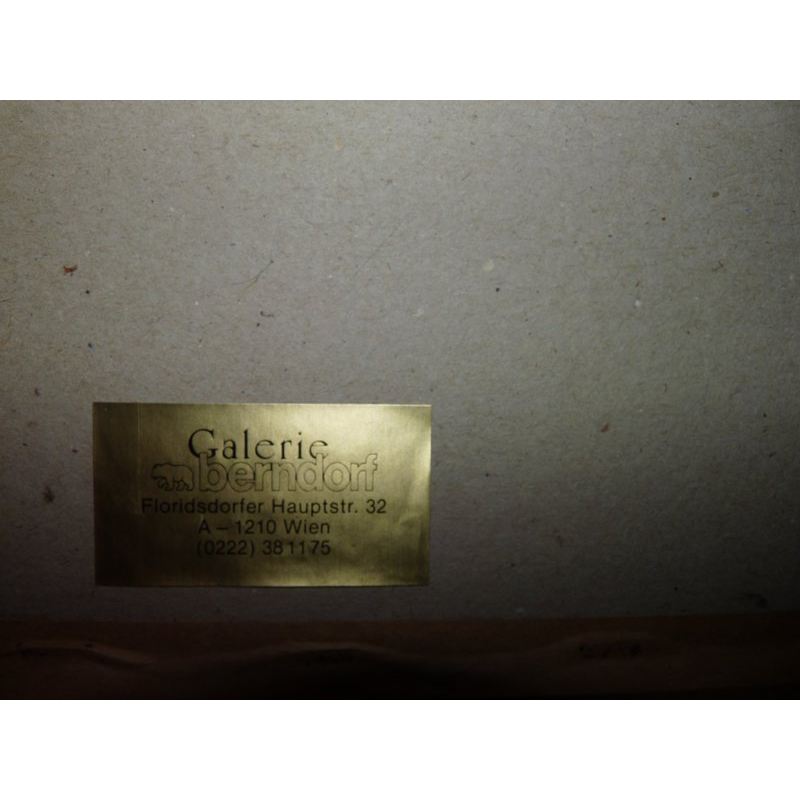 Galerie
berndorf
Floridsdorfer Hauptstr. 32
A – 1210 Wien
(0222) 381175